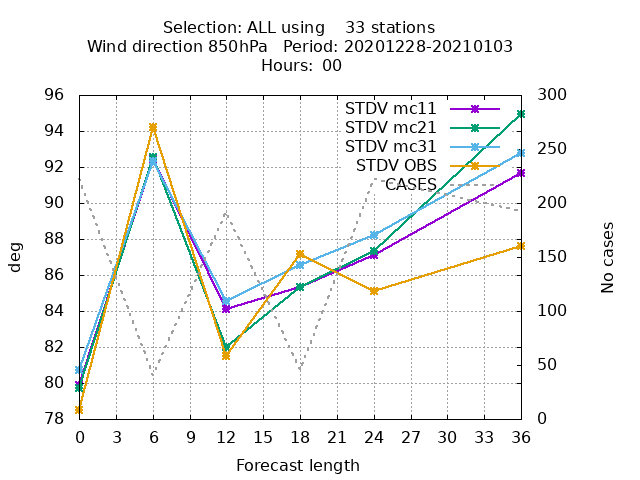 Selection: ALL using 33 stations
Wind direction 850hPa Period: 20201228-20210103
Hours: 00
96
94
92
90
88
86
84
82
80
78
deg
STDV mc11
STDV mc21
STDV mc31
STDV OBS
CASES
300
250
200
150
100
50
0
No cases
0 3 6 9 12 15 18 21 24 27 30 33 36
Forecast length